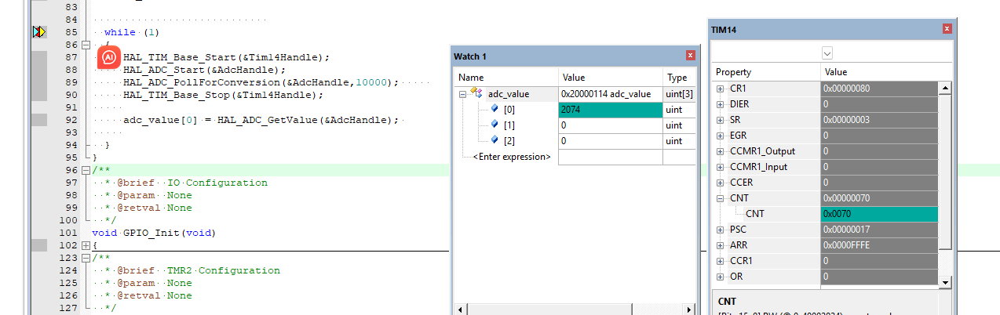 83
84
85 while (1)
86 {
87 HAL_TIM_Base_Start(&Tim14Handle);
88 HAL_ADC_Start(&AdcHandle);
89 HAL_ADC_PollForConversion(&AdcHandle,10000);
90 HAL_TIM_Base_Stop(&Tim14Handle);
91
92 adc_value[0] = HAL_ADC_GetValue(&AdcHandle);
93
94 }
95 }
96 /**
97 * @brief IO Configuration
98 * @param None
99 * @retval None
100 */
101 void GPIO_Init(void)
102 {
123 /**
124 * @brief TMR2 Configuration
125 * @param None
126 * @retval None
127 */
AI
Watch 1
Name Value Type
adc_value 0x20000114 adc_value uint[3]
[0] 2074 uint
[1] 0 uint
[2] 0 uint
<Enter expression>
TIM14
Property Value
CR1 0x00000080
DIER 0
SR 0x00000003
EGR 0
CCMR1_Output 0
CCMR1_Input 0
CCER 0
CNT 0x00000070
CNT 0x0070
PSC 0x00000017
ARR 0x0000FFFE
CCR1 0
OR 0
CNT